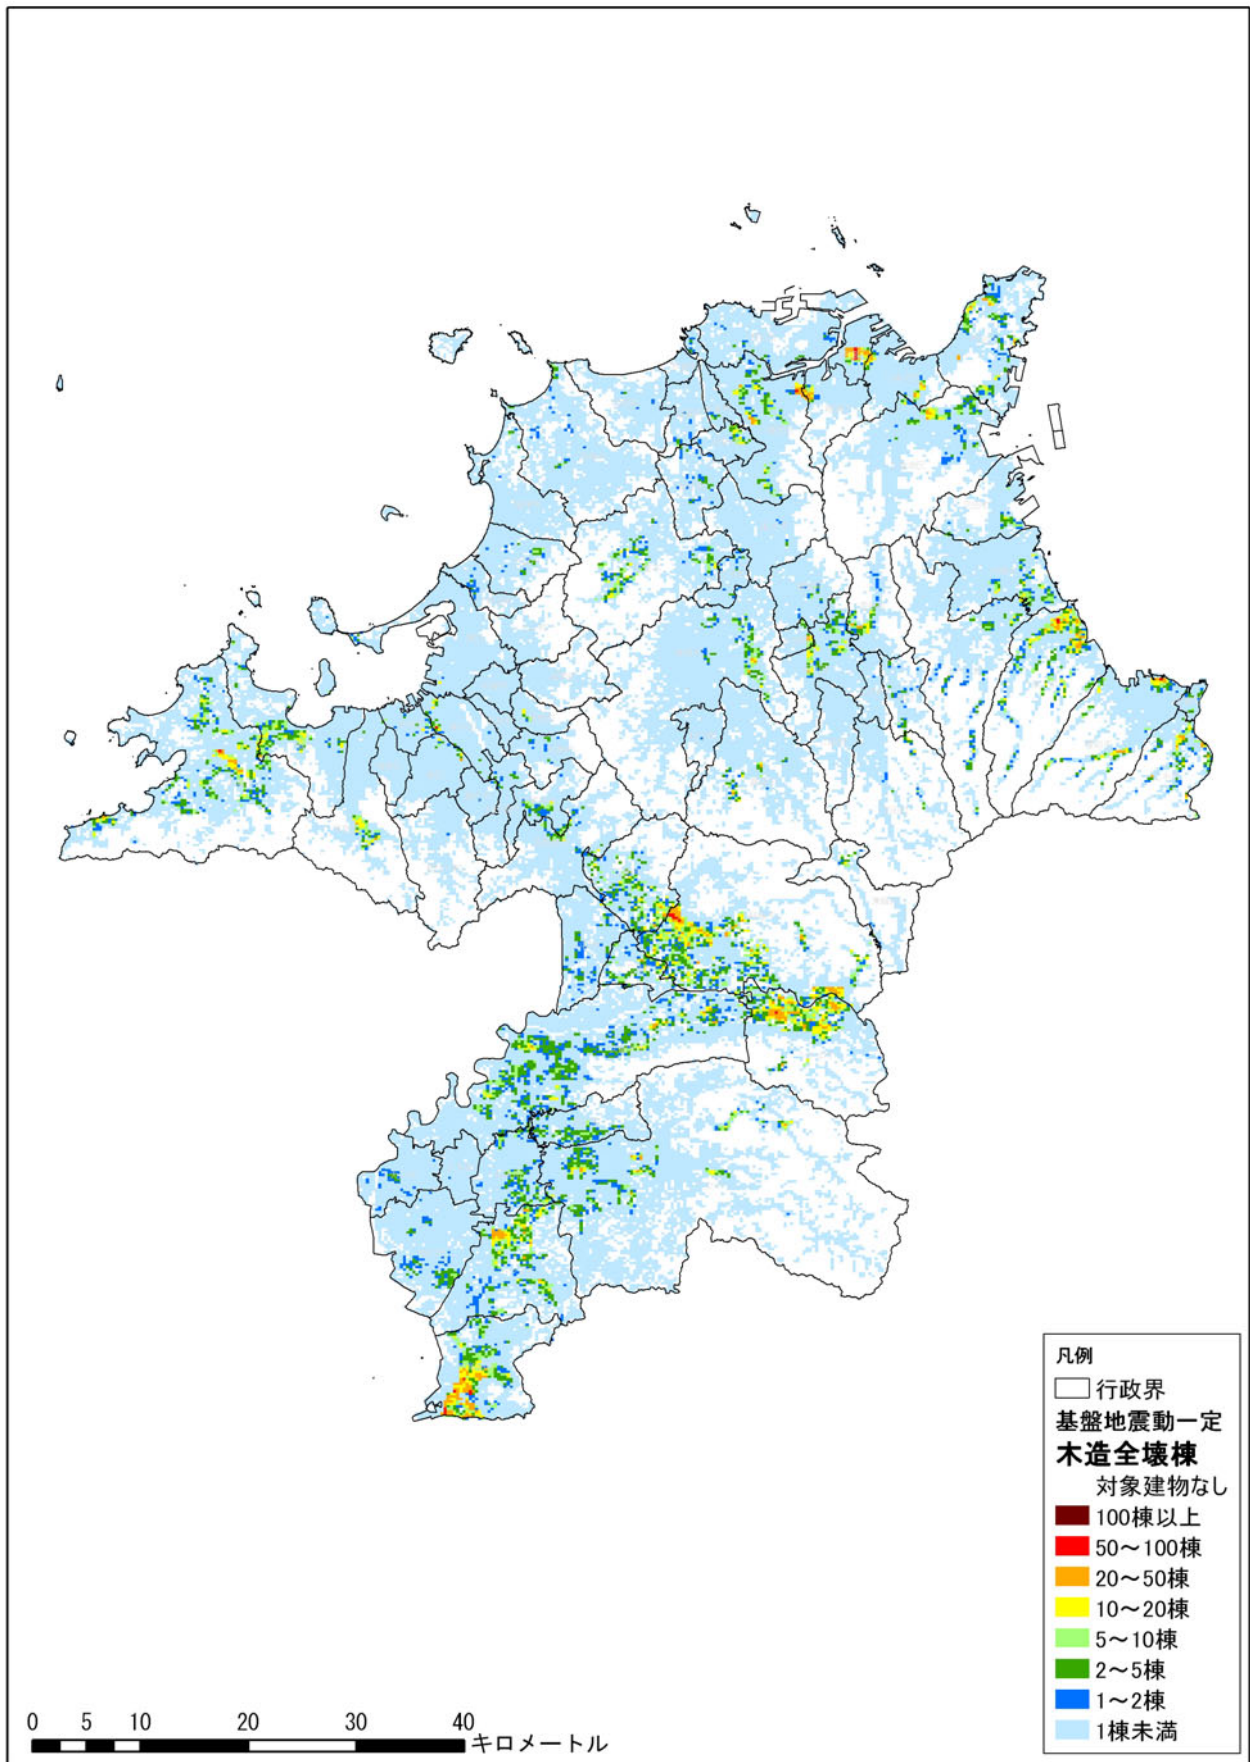 凡例
行政界
基盤地震動一定
木造全壊棟
対象建物なし
100棟以上
50～100棟
20～50棟
10～20棟
5～10棟
2～5棟
1～2棟
1棟未満
0 5 10 20 30 40
キロメートル